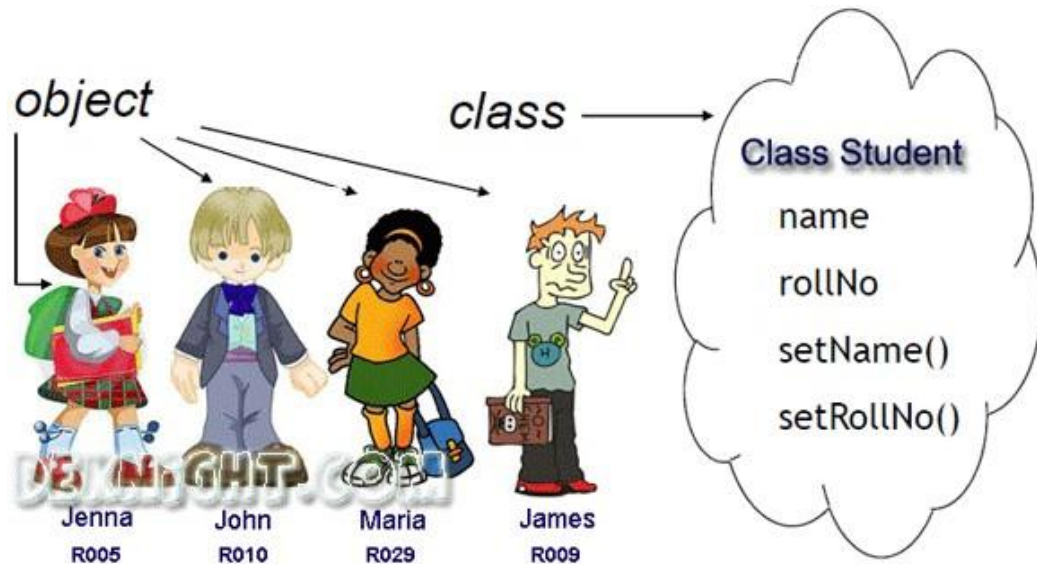 object
class
Class Student
name
rollNo
setName()
setRollNo()
Jenna
John
Maria
James
R005
R010
R029
R009